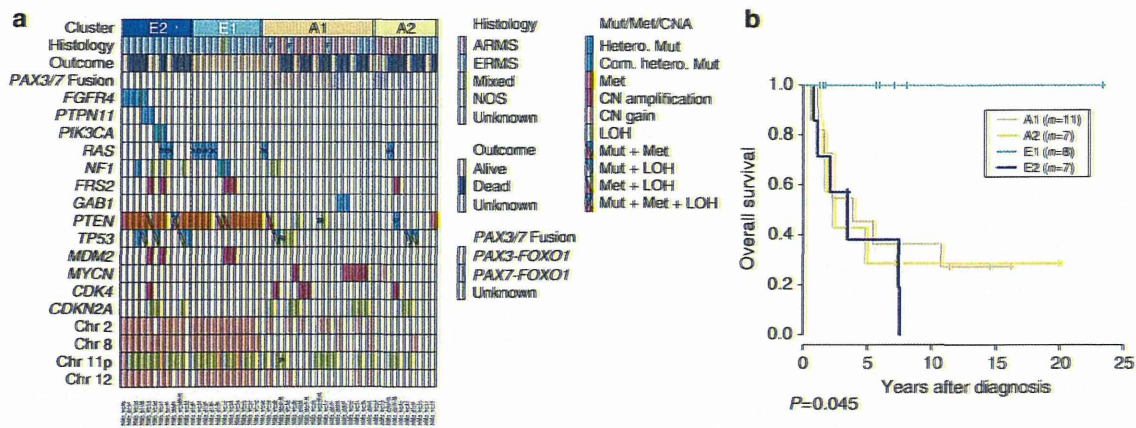 a
Cluster E2 E1 A1 A2
Histology
Outcome
PAX3/7 Fusion
FGFR4
PTPN11
PIK3CA
RAS
NF1
FRS2
GAB1
PTEN
TP53
MDM2
MYCN
CDK4
CDKN2A
Chr 2
Chr 8
Chr 11p
Chr 12
Histology
ARMS
ERMS
Mixed
NOS
Unknown
Outcome
Alive
Dead
Unknown
PAX3/7 Fusion
PAX3-FOXO1
PAX7-FOXO1
Unknown
Mut/Met/CNA
Hetero. Mut
Com. hetero. Mut
Met
CN amplification
CN gain
LOH
Mut + Met
Mut + LOH
Met + LOH
Mut + Met + LOH
b
1.0
0.8
0.6
0.4
0.2
0.0
Overall survival
A1 (n=11)
A2 (n=7)
E1 (n=8)
E2 (n=7)
0 5 10 15 20 25
Years after diagnosis
P=0.045